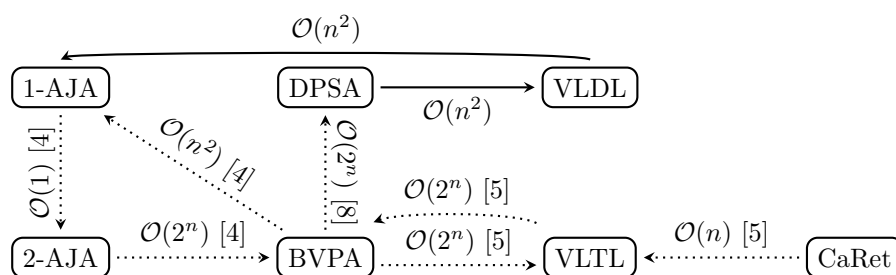 𝒪(n²)
1-AJA DPSA VLDL
𝒪(n²)
𝒪(1) [4]
𝒪(n²) [4]
𝒪(2ⁿ) [8]
𝒪(2ⁿ) [5]
𝒪(2ⁿ) [4]
𝒪(2ⁿ) [5]
𝒪(n) [5]
2-AJA BVPA VLTL CaRet